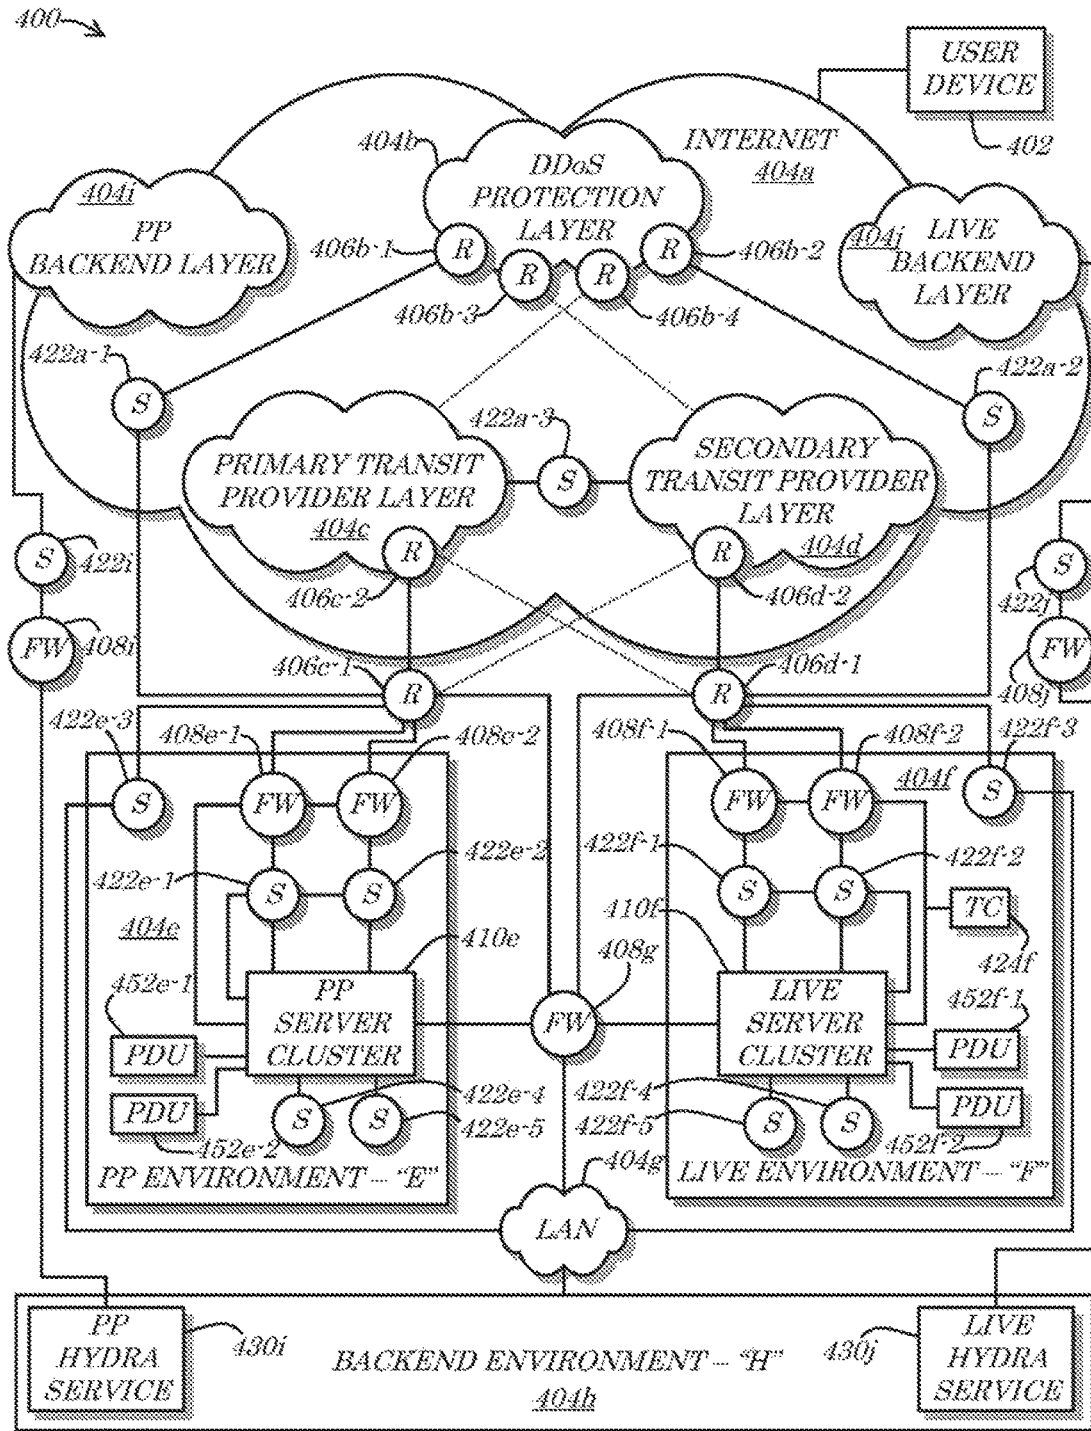 400
USER
DEVICE
402
INTERNET
404a
404b
DDoS
PROTECTION
LAYER
404i
PP
BACKEND LAYER
404j
LIVE
BACKEND
LAYER
406b-1
R
R
R
R
406b-2
406b-3
406b-4
422a-1
S
422a-2
S
422a-3
S
PRIMARY TRANSIT
PROVIDER LAYER
404c
R
SECONDARY
TRANSIT PROVIDER
LAYER
404d
R
406c-2
406d-2
S
422i
FW
408i
S
422j
FW
408j
406c-1
R
406d-1
R
422e-3
408e-1
408e-2
408f-1
408f-2
422f-3
404f
S
FW
FW
FW
FW
S
422e-1
S
S
422e-2
422f-1
S
S
422f-2
404e
410e
408g
410f
TC
424f
452e-1
PP
SERVER
CLUSTER
FW
LIVE
SERVER
CLUSTER
452f-1
PDU
PDU
PDU
PDU
452e-2
S
S
422e-4
422e-5
422f-4
422f-5
S
S
452f-2
PP ENVIRONMENT – "E"
404g
LIVE ENVIRONMENT – "F"
LAN
PP
HYDRA
SERVICE
430i
BACKEND ENVIRONMENT – "H"
404h
430j
LIVE
HYDRA
SERVICE